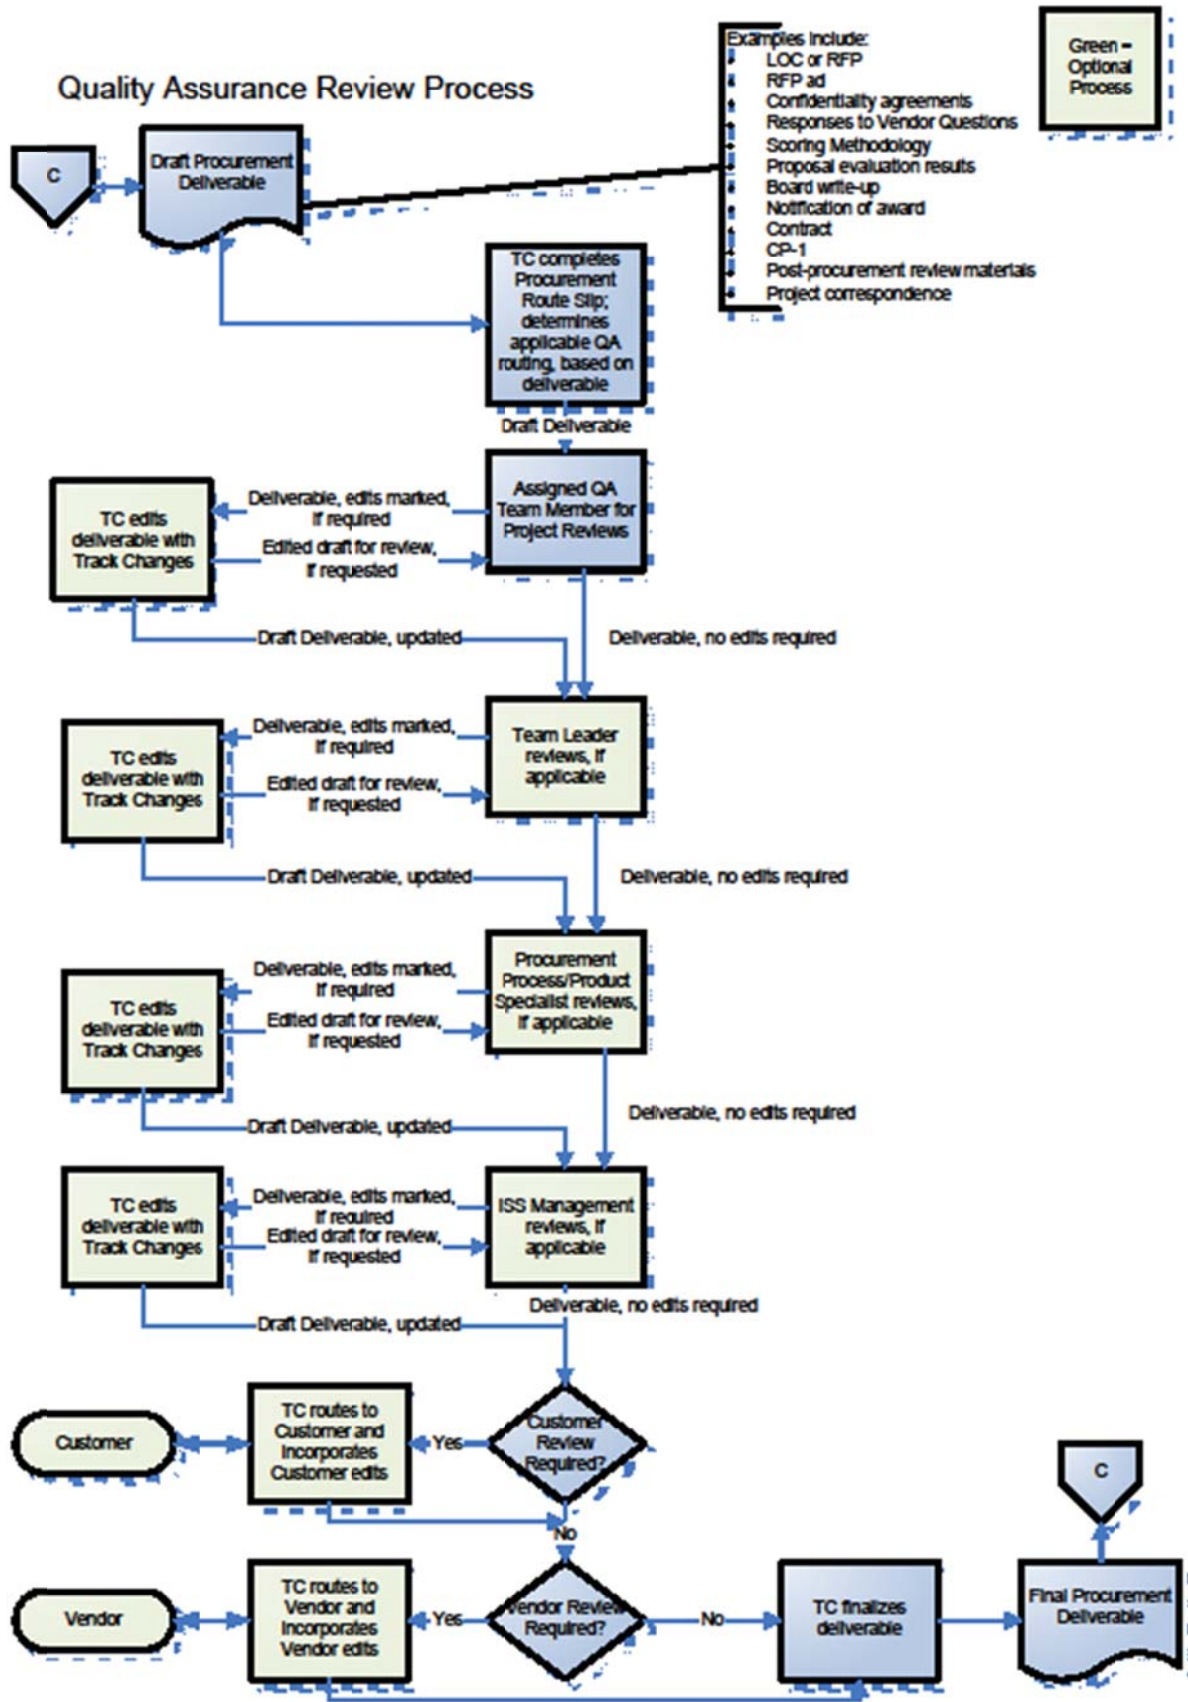 Quality Assurance Review Process
Examples include:
LOC or RFP
RFP ad
Confidentiality agreements
Responses to Vendor Questions
Scoring Methodology
Proposal evaluation results
Board write-up
Notification of award
Contract
CP-1
Post-procurement review materials
Project correspondence
Green –
Optional
Process
C
Draft Procurement
Deliverable
TC completes
Procurement
Route Slip;
determines
applicable QA
routing, based on
deliverable
Draft Deliverable
Assigned QA
Team Member for
Project Reviews
Deliverable, edits marked,
if required
Edited draft for review,
if requested
TC edits
deliverable with
Track Changes
Draft Deliverable, updated
Deliverable, no edits required
Team Leader
reviews, if
applicable
Deliverable, edits marked,
if required
Edited draft for review,
if requested
TC edits
deliverable with
Track Changes
Draft Deliverable, updated
Deliverable, no edits required
Procurement
Process/Product
Specialist reviews,
if applicable
Deliverable, edits marked,
if required
Edited draft for review,
if requested
TC edits
deliverable with
Track Changes
Draft Deliverable, updated
Deliverable, no edits required
ISS Management
reviews, if
applicable
Deliverable, edits marked,
if required
Edited draft for review,
if requested
TC edits
deliverable with
Track Changes
Draft Deliverable, updated
Deliverable, no edits required
Customer
Review
Required?
Yes
TC routes to
Customer and
Incorporates
Customer edits
Customer
No
Vendor Review
Required?
Yes
TC routes to
Vendor and
Incorporates
Vendor edits
Vendor
No
TC finalizes
deliverable
Final Procurement
Deliverable
C